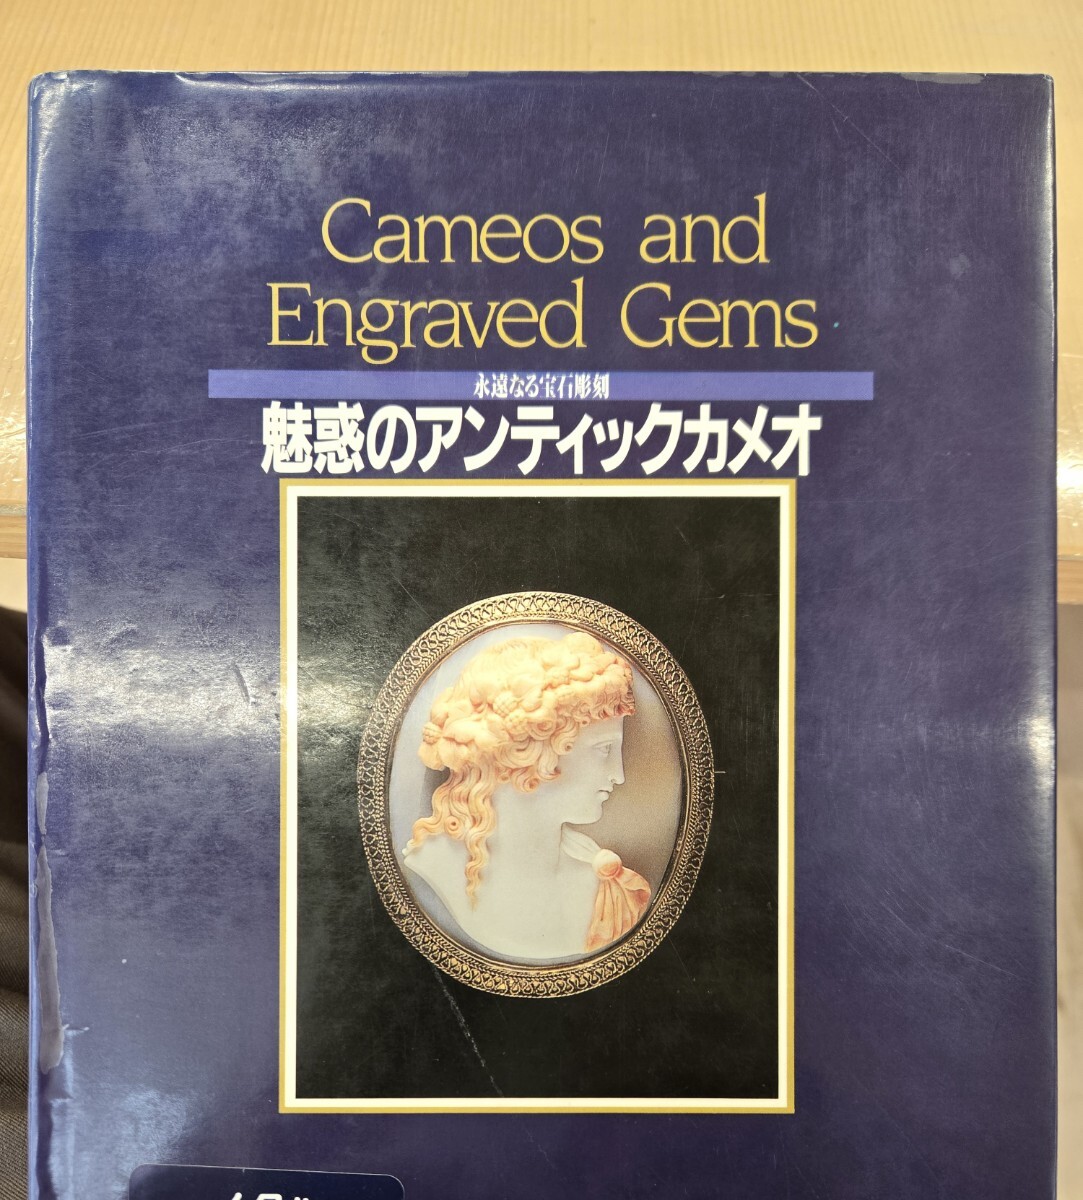 Cameos and
Engraved Gems
永遠なる宝石彫刻
魅惑のアンティックカメオ